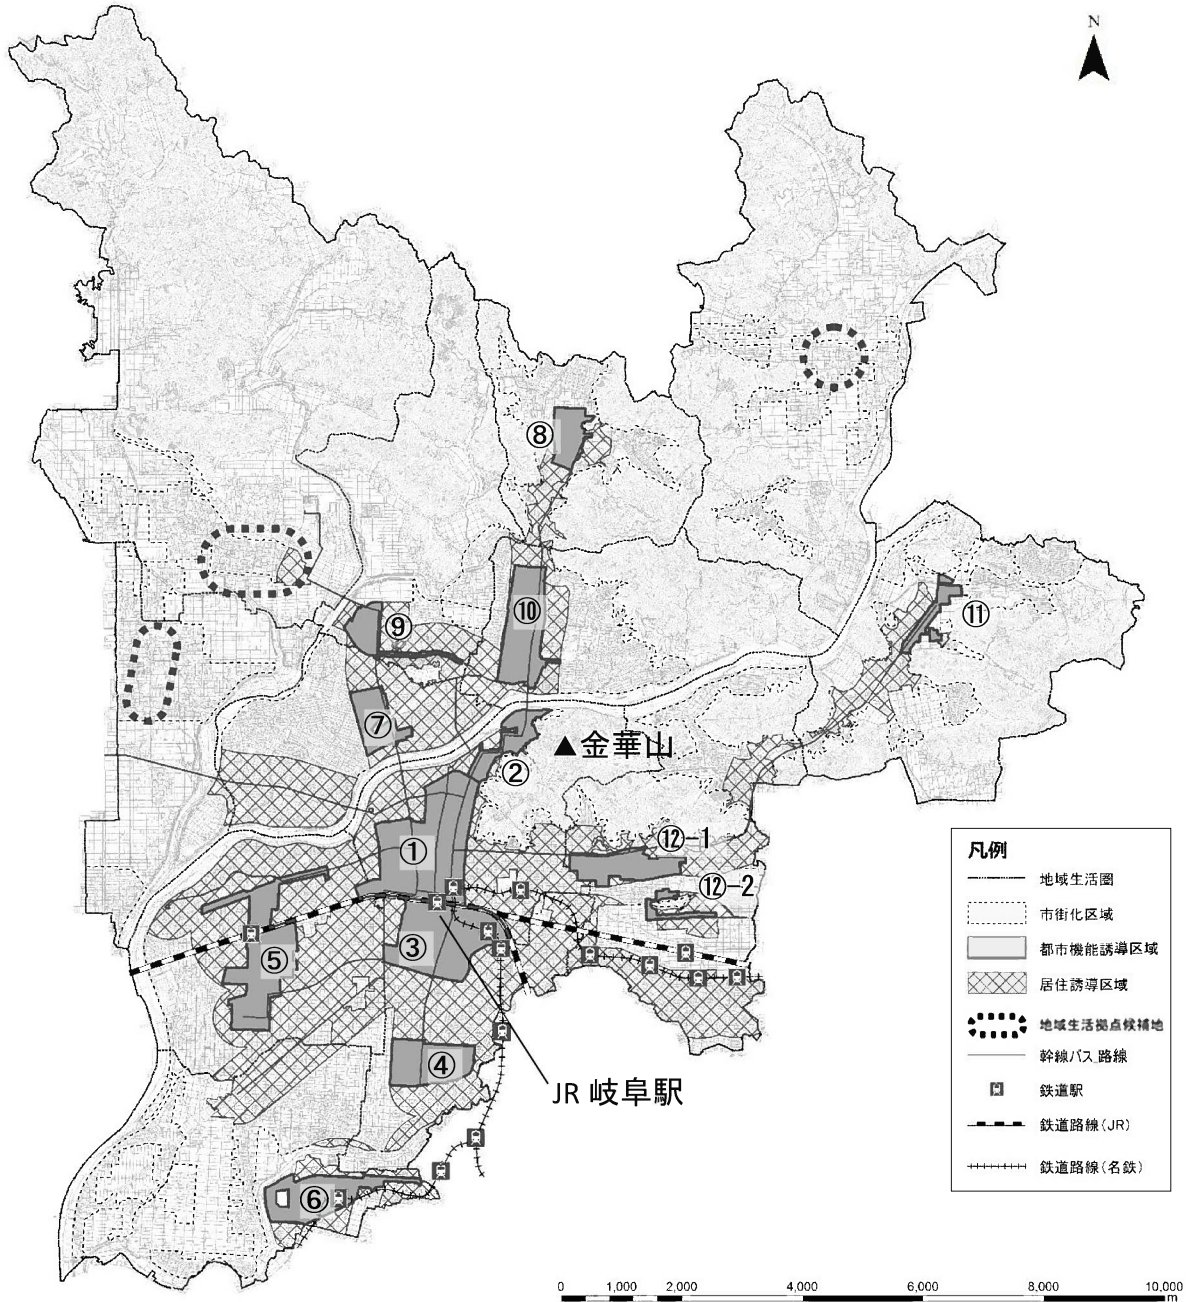 N
⑧
⑩
⑪
⑨
⑦
▲金華山
②
①
⑫-1
⑫-2
③
⑤
④
JR 岐阜駅
⑥
凡例
地域生活圏
市街化区域
都市機能誘導区域
居住誘導区域
地域生活拠点候補地
幹線バス路線
鉄道駅
鉄道路線(JR)
鉄道路線(名鉄)
0 1,000 2,000 4,000 6,000 8,000 10,000
m